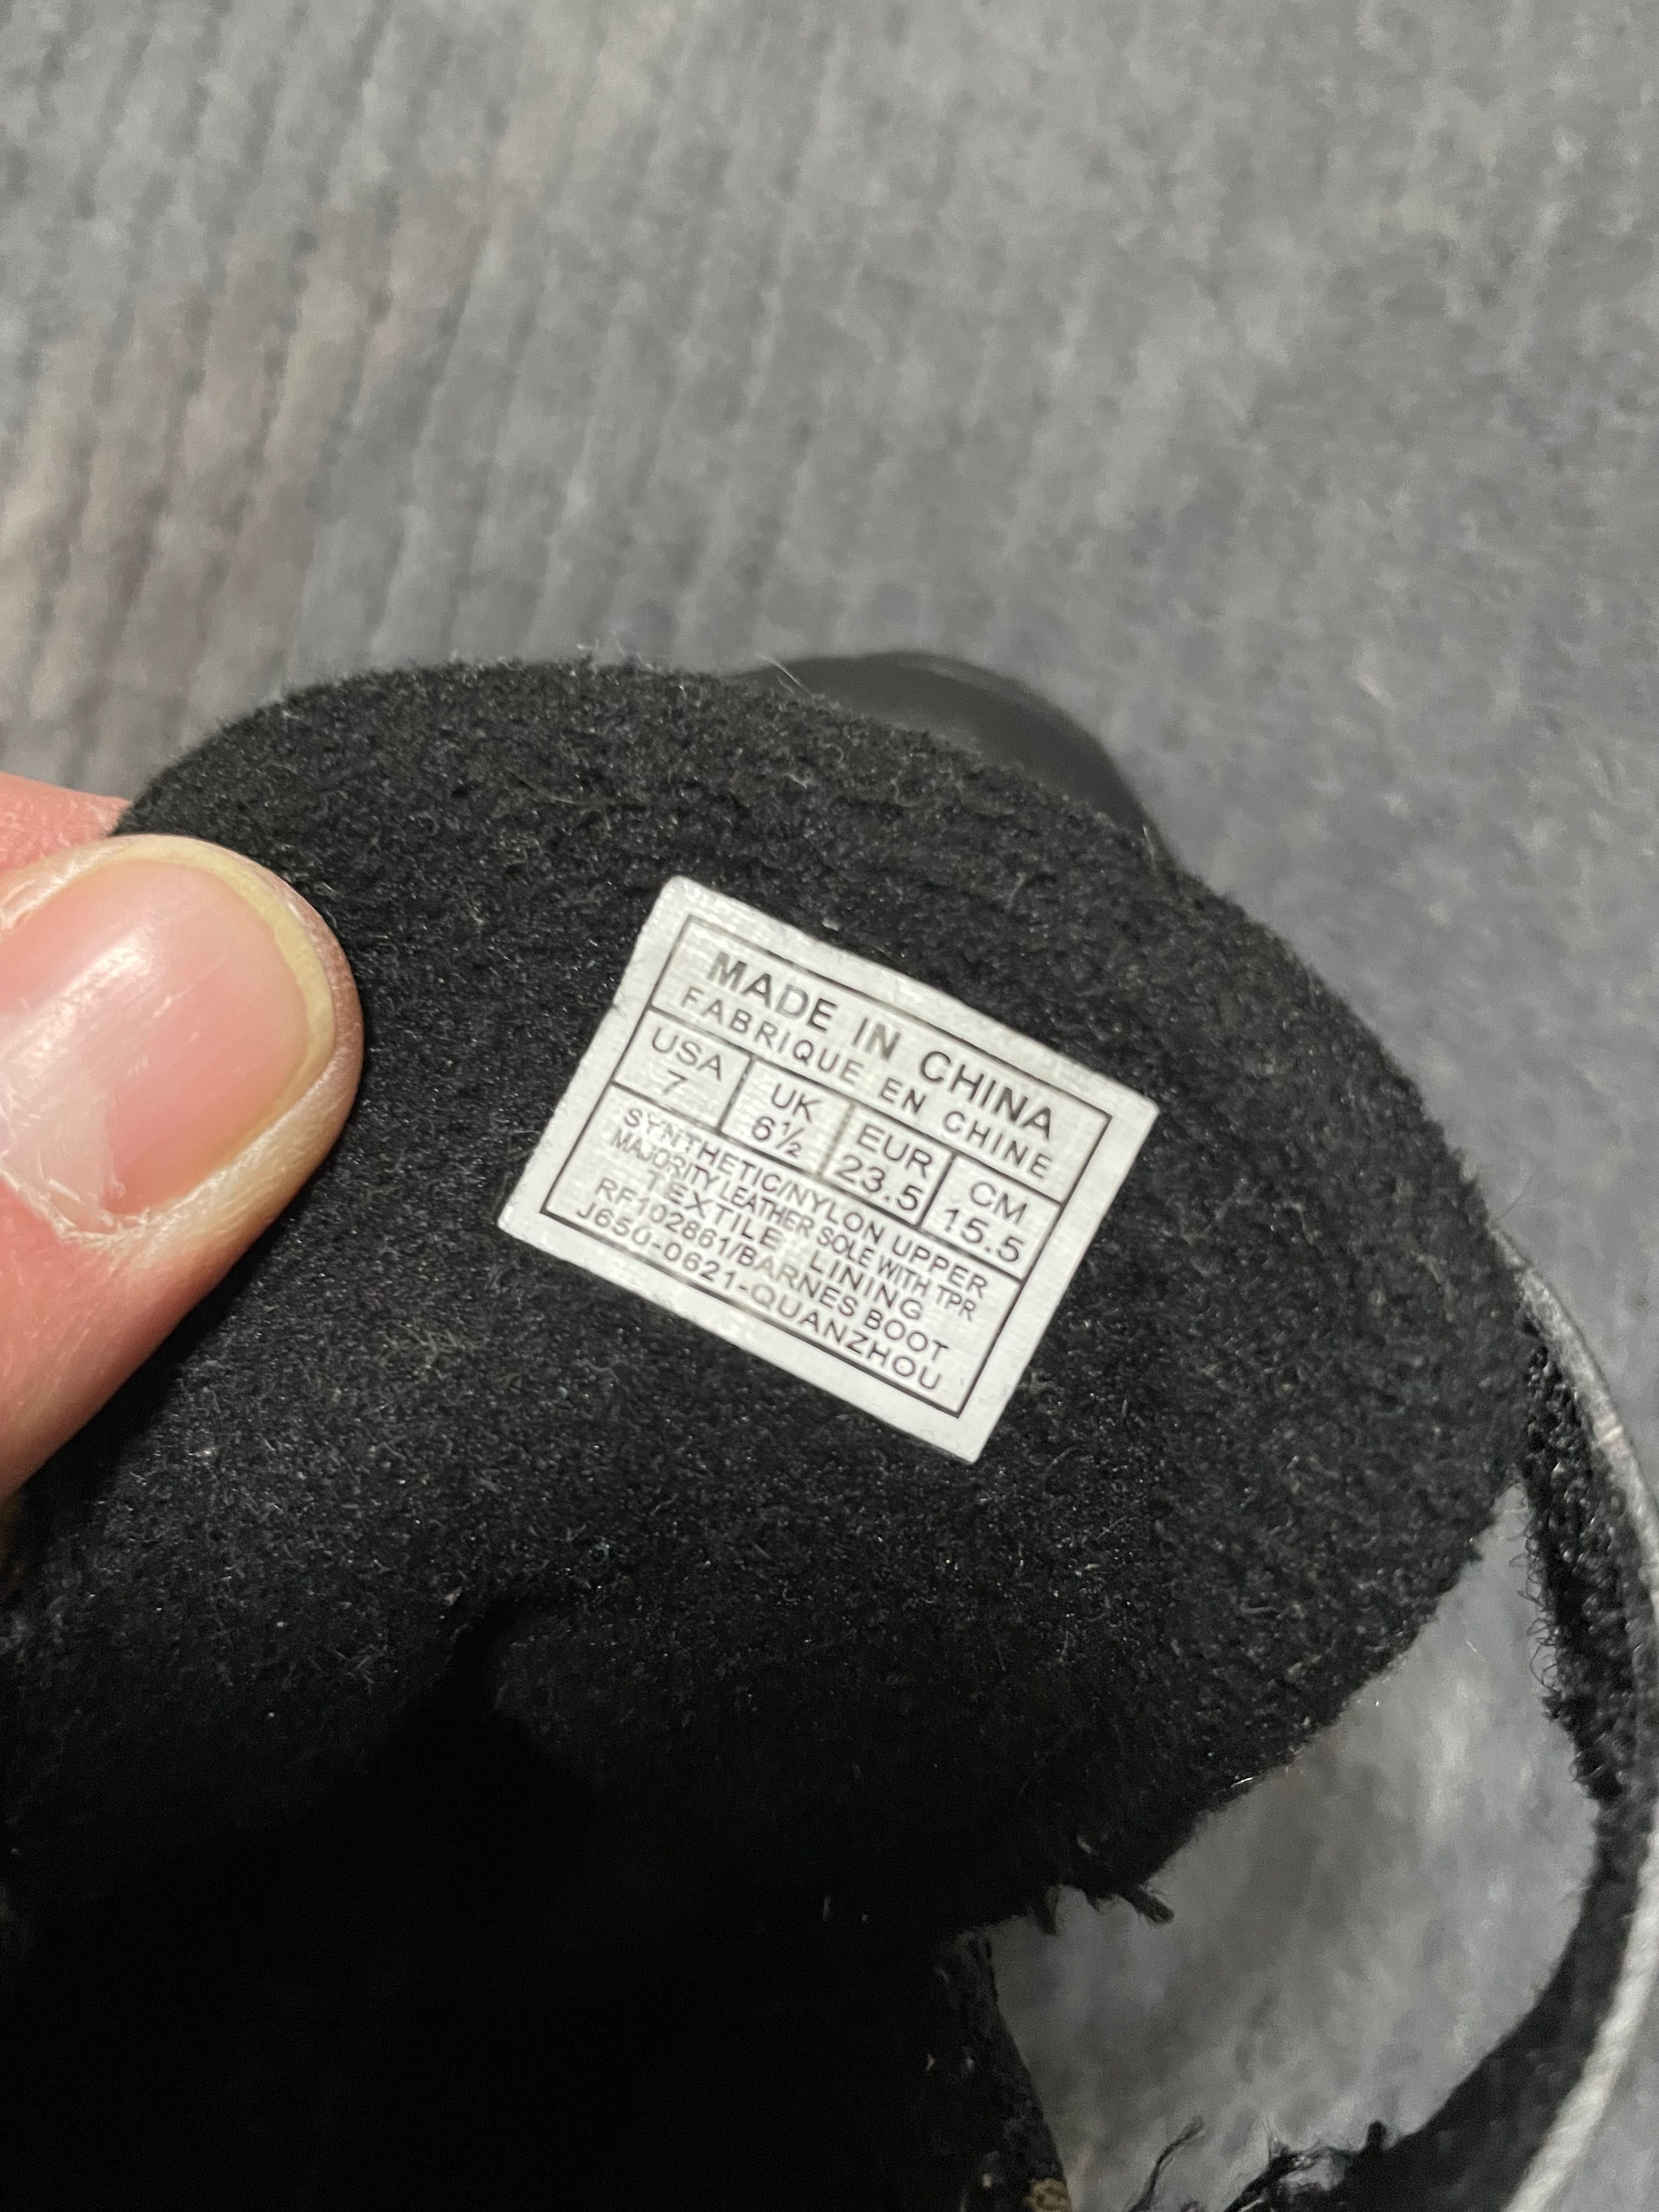 MADE IN CHINA
FABRIQUE EN CHINE
USA UK EUR CM
7 6½ 23.5 15.5
SYNTHETIC/NYLON UPPER
MAJORITY LEATHER SOLE WITH TPR
TEXTILE LINING
RF102861/BARNES BOOT
J650-0621-QUANZHOU